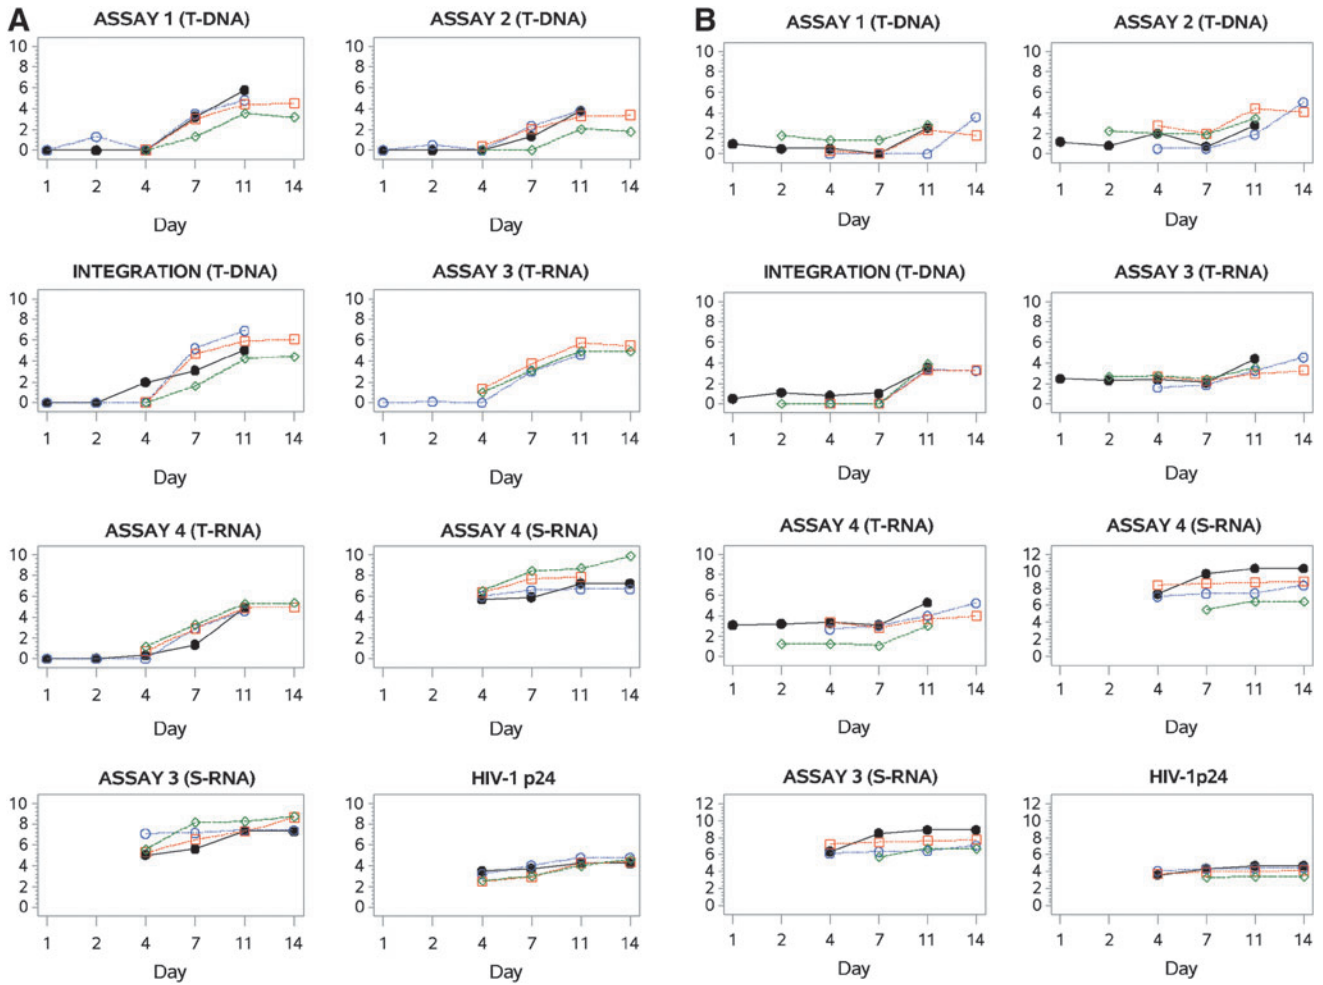 A
ASSAY 1 (T-DNA)
10
8
6
4
2
0
1 2 4 7 11 14
Day
ASSAY 2 (T-DNA)
10
8
6
4
2
0
1 2 4 7 11 14
Day
INTEGRATION (T-DNA)
10
8
6
4
2
0
1 2 4 7 11 14
Day
ASSAY 3 (T-RNA)
10
8
6
4
2
0
1 2 4 7 11 14
Day
ASSAY 4 (T-RNA)
10
8
6
4
2
0
1 2 4 7 11 14
Day
ASSAY 4 (S-RNA)
10
8
6
4
2
0
1 2 4 7 11 14
Day
ASSAY 3 (S-RNA)
10
8
6
4
2
0
1 2 4 7 11 14
Day
HIV-1 p24
10
8
6
4
2
0
1 2 4 7 11 14
Day
B
ASSAY 1 (T-DNA)
10
8
6
4
2
0
1 2 4 7 11 14
Day
ASSAY 2 (T-DNA)
10
8
6
4
2
0
1 2 4 7 11 14
Day
INTEGRATION (T-DNA)
10
8
6
4
2
0
1 2 4 7 11 14
Day
ASSAY 3 (T-RNA)
10
8
6
4
2
0
1 2 4 7 11 14
Day
ASSAY 4 (T-RNA)
10
8
6
4
2
0
1 2 4 7 11 14
Day
ASSAY 4 (S-RNA)
12
10
8
6
4
2
0
1 2 4 7 11 14
Day
ASSAY 3 (S-RNA)
12
10
8
6
4
2
0
1 2 4 7 11 14
Day
HIV-1p24
12
10
8
6
4
2
0
1 2 4 7 11 14
Day